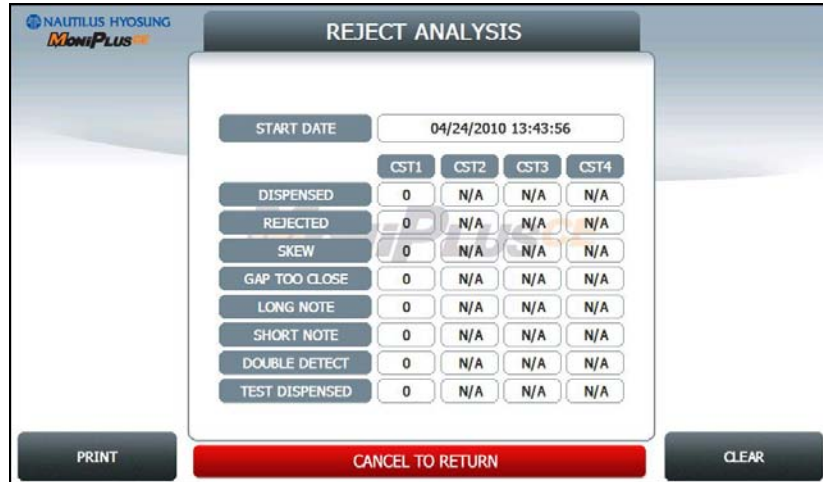 NAUTILUS HYOSUNG
MoniPlusCE
REJECT ANALYSIS
START DATE 04/24/2010 13:43:56
CST1 CST2 CST3 CST4
DISPENSED 0 N/A N/A N/A
REJECTED 0 N/A N/A N/A
SKEW 0 N/A N/A N/A
GAP TOO CLOSE 0 N/A N/A N/A
LONG NOTE 0 N/A N/A N/A
SHORT NOTE 0 N/A N/A N/A
DOUBLE DETECT 0 N/A N/A N/A
TEST DISPENSED 0 N/A N/A N/A
MoniPlusCE
PRINT CANCEL TO RETURN CLEAR